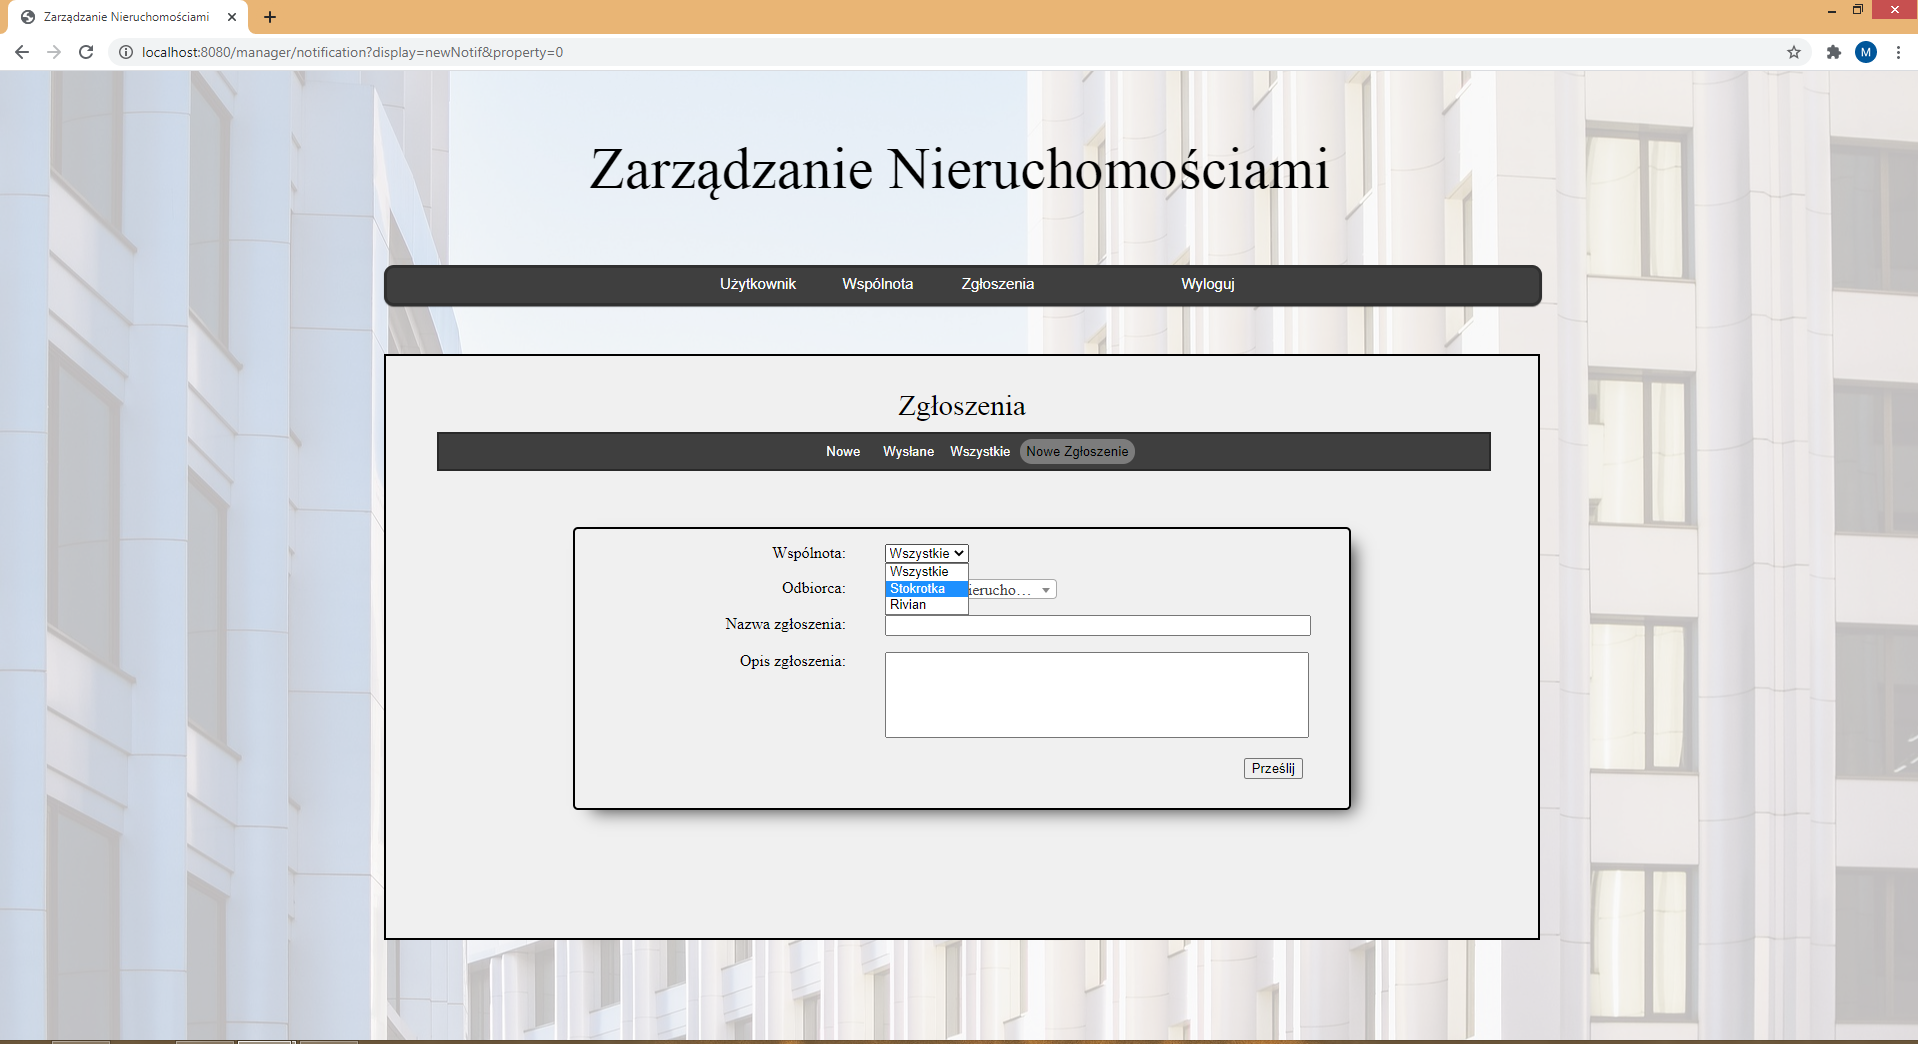 Zarządzanie Nieruchomościami
localhost:8080/manager/notification?display=newNotif&property=0
M
Zarządzanie Nieruchomościami
Użytkownik Wspólnota Zgłoszenia Wyloguj
Zgłoszenia
Nowe Wysłane Wszystkie Nowe Zgłoszenie
Wspólnota: Wszystkie
Wszystkie
Odbiorca: Stokrotka ierucho...
Rivian
Nazwa zgłoszenia:
Opis zgłoszenia:
Prześlij